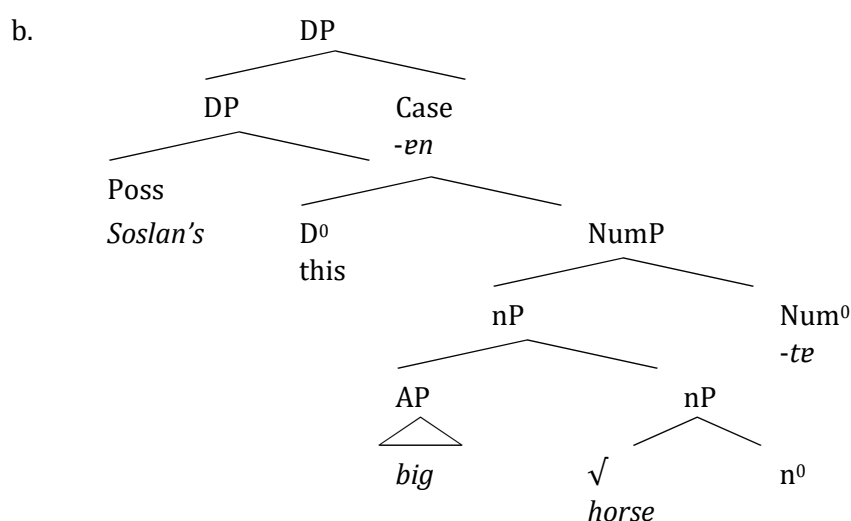 b. DP
DP Case
-ɐn
Poss
Soslan's D⁰ NumP
this
nP Num⁰
-tɐ
AP nP
big √ n⁰
horse